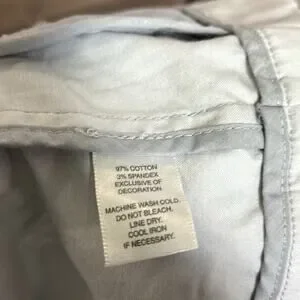 97% COTTON
3% SPANDEX
EXCLUSIVE OF
DECORATION.
MACHINE WASH COLD.
DO NOT BLEACH.
LINE DRY.
COOL IRON
IF NECESSARY.